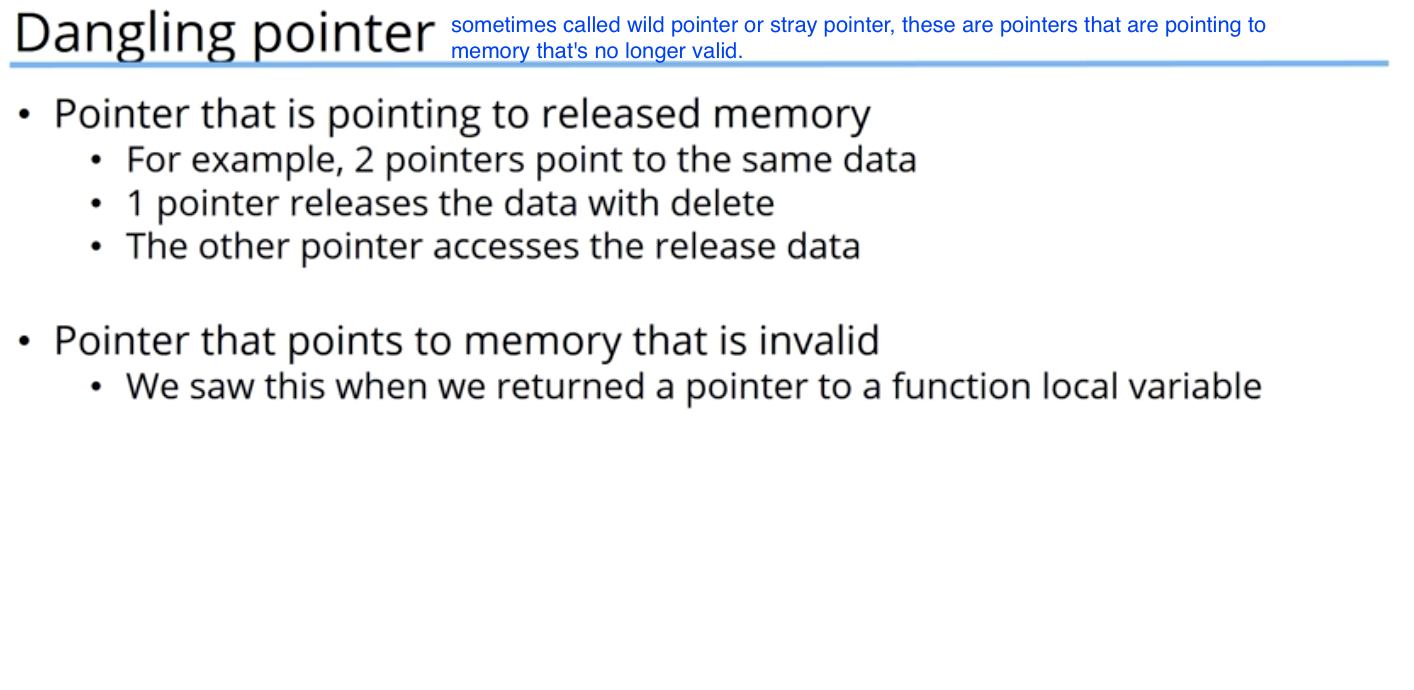 Dangling pointer
sometimes called wild pointer or stray pointer, these are pointers that are pointing to
memory that's no longer valid.
• Pointer that is pointing to released memory
• For example, 2 pointers point to the same data
• 1 pointer releases the data with delete
• The other pointer accesses the release data
• Pointer that points to memory that is invalid
• We saw this when we returned a pointer to a function local variable